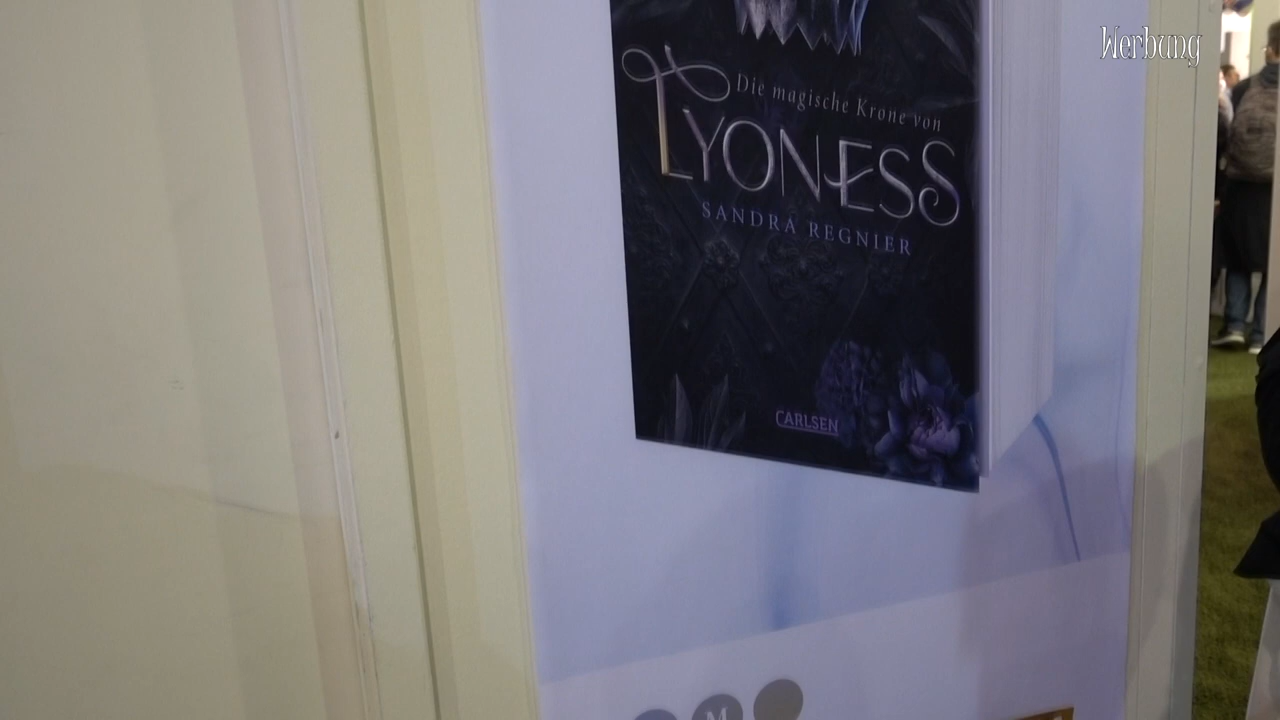 Werbung
Die magische Krone von
LYONESS
SANDRA REGNIER
CARLSEN
M